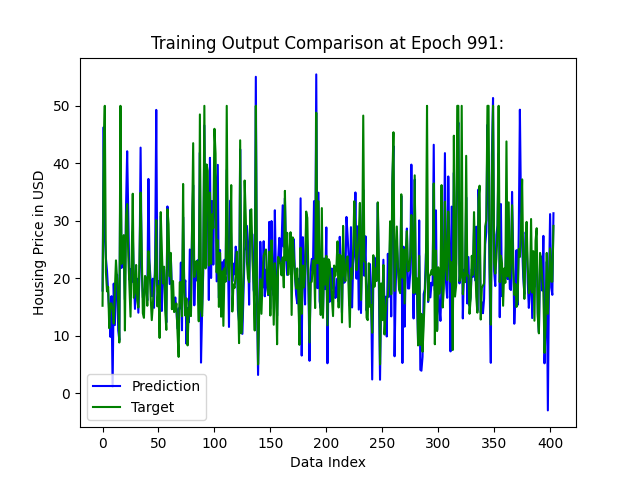 Training Output Comparison at Epoch 991:
Housing Price in USD
50
40
30
20
10
0
Prediction
Target
0 50 100 150 200 250 300 350 400
Data Index